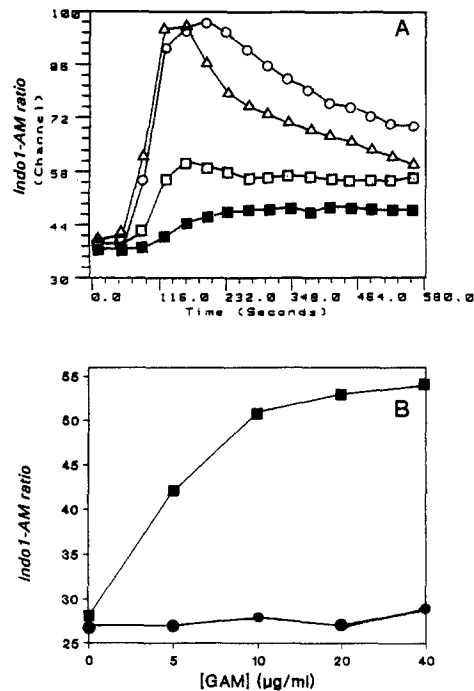 A
100
86
72
58
44
30
Indo1-AM ratio
(Channel)
0.0 116.0 232.0 348.0 464.0 580.0
Time (Seconds)
B
55
50
45
40
35
30
25
Indo1-AM ratio
0 5 10 20 40
[GAM] (µg/ml)